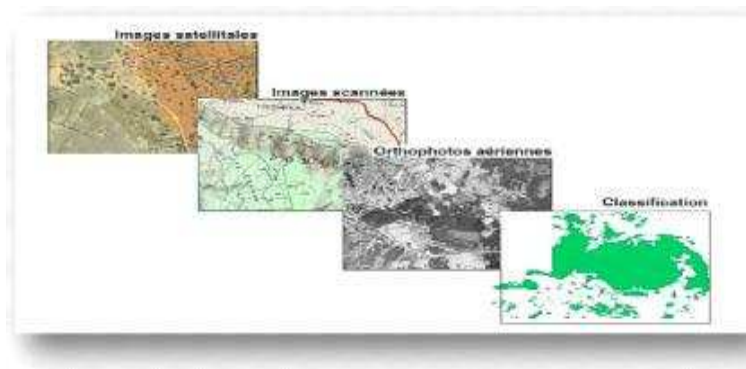 Images satellitales
Images scannées
Orthophotos aériennes
Classification